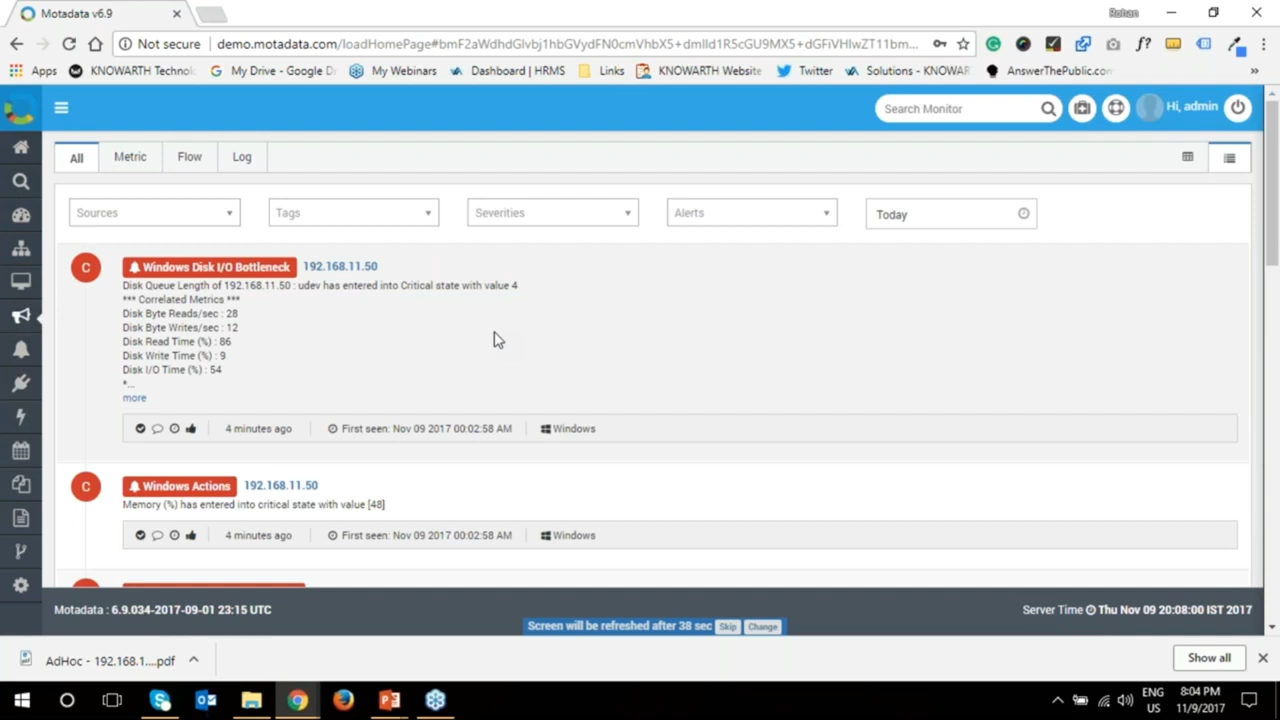 Motadata v6.9
Rohan
Not secure
demo.motadata.com/loadHomePage#bmF2aWdhdGlvbj1hbGVydFN0cmVhbX
Apps
KNOWARTH Technol
My Drive - Google D
My Webinars
Dashboard | HRMS
Links
KNOWARTH Website
Twitter
Solutions - KNOWAR
AnswerThePublic.con
»
Search Monitor
Hi, admin
All
Metric
Flow
Log
Sources
Tags
Severities
Alerts
Today
C
Windows Disk I/O Bottleneck 192.168.11.50
Disk Queue Length of 192.168.11.50 : udev has entered into Critical state with value 4
*** Correlated Metrics ***
Disk Byte Reads/sec : 28
Disk Byte Writes/sec : 12
Disk Read Time (%) : 86
Disk Write Time (%) : 9
Disk I/O Time (%) : 54
*...
more
4 minutes ago
First seen: Nov 09 2017 00:02:58 AM
Windows
C
Windows Actions 192.168.11.50
Memory (%) has entered into critical state with value [48]
4 minutes ago
First seen: Nov 09 2017 00:02:58 AM
Windows
Motadata : 6.9.034-2017-09-01 23:15 UTC
Server Time Thu Nov 09 20:08:00 IST 2017
Screen will be refreshed after 38 sec Skip Change
AdHoc - 192.168.1....pdf
Show all
ENG
US
8:04 PM
11/9/2017